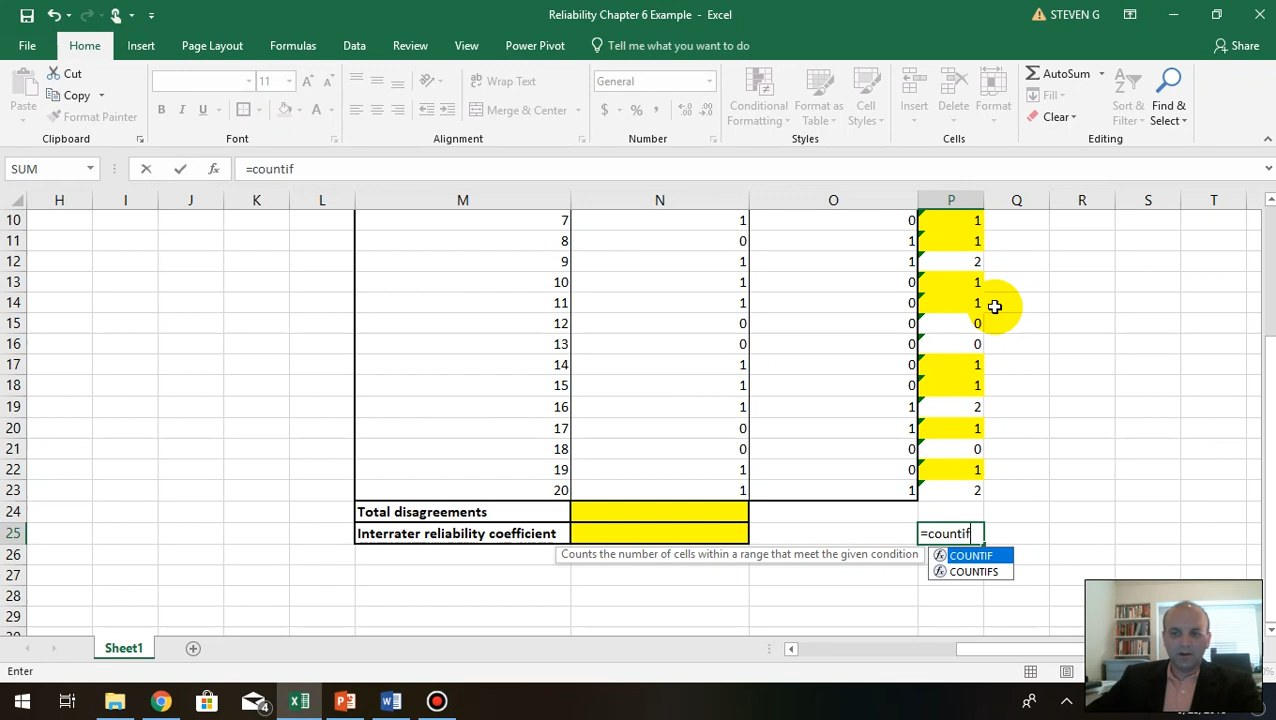 Reliability Chapter 6 Example - Excel
STEVEN G
File Home Insert Page Layout Formulas Data Review View Power Pivot Tell me what you want to do Share
Paste
Cut
Copy
Format Painter
Clipboard
11
A A
B I U A
Font
Wrap Text
Merge & Center
Alignment
General
$ % ,
Number
Conditional Formatting
Format as Table
Cell Styles
Styles
Insert
Delete
Format
Cells
AutoSum
Fill
Clear
Sort & Filter
Find & Select
Editing
SUM fx =countif
H I J K L M N O P Q R S T
10 7 1 0 1
11 8 0 1 1
12 9 1 1 2
13 10 1 0 1
14 11 1 0 1
15 12 0 0 0
16 13 0 0 0
17 14 1 0 1
18 15 1 0 1
19 16 1 1 2
20 17 0 1 1
21 18 0 0 0
22 19 1 0 1
23 20 1 1 2
24 Total disagreements
25 Interrater reliability coefficient =countif
26 Counts the number of cells within a range that meet the given condition fx COUNTIF
27 fx COUNTIFS
28
29
Sheet1
Enter
4